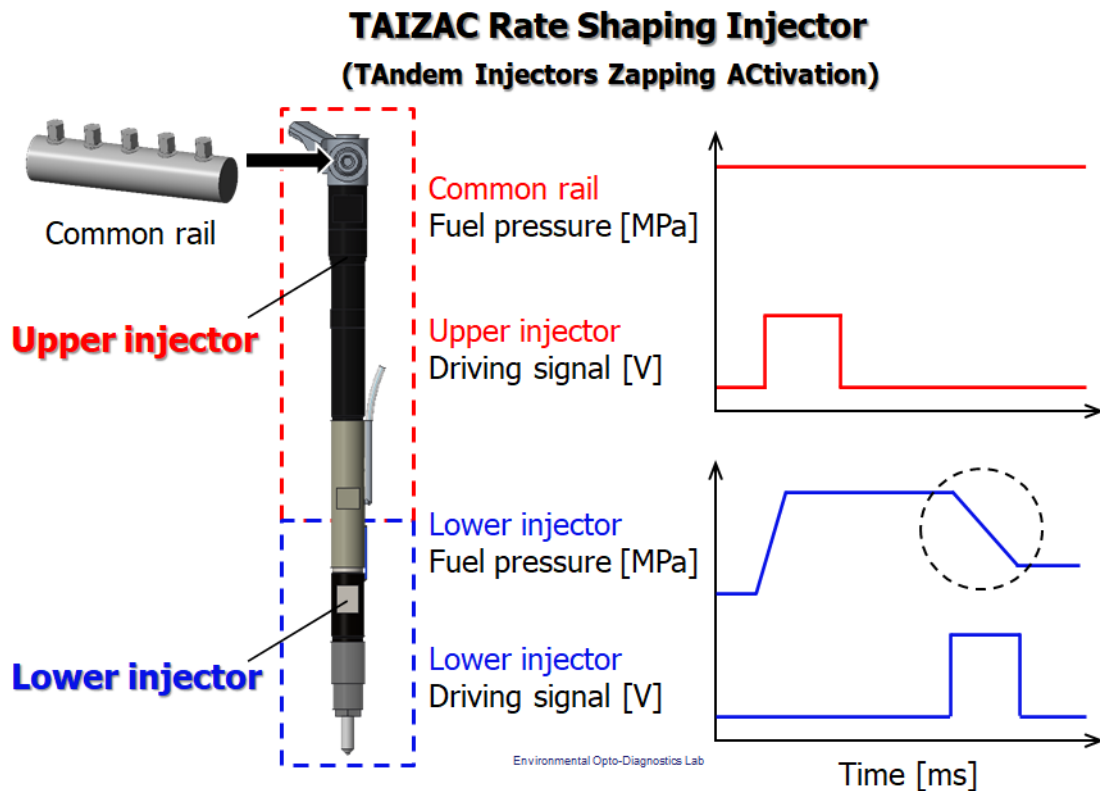 TAIZAC Rate Shaping Injector
(TAndem Injectors Zapping ACtivation)
Common rail
Upper injector
Lower injector
Common rail
Fuel pressure [MPa]
Upper injector
Driving signal [V]
Lower injector
Fuel pressure [MPa]
Lower injector
Driving signal [V]
Environmental Opto-Diagnostics Lab
Time [ms]